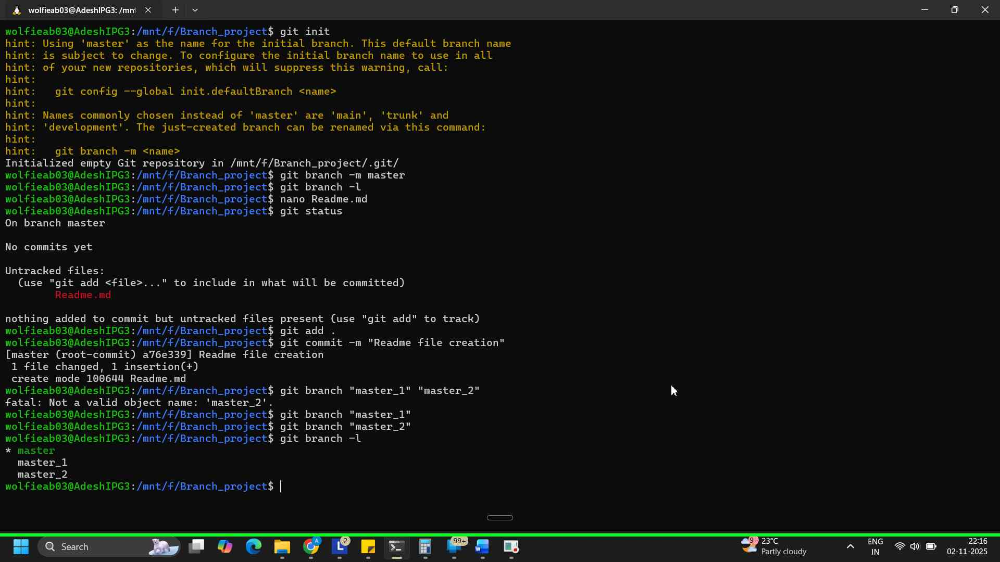 wolfieab03@AdeshIPG3: /mnt
wolfieab03@AdeshIPG3:/mnt/f/Branch_project$ git init
hint: Using 'master' as the name for the initial branch. This default branch name
hint: is subject to change. To configure the initial branch name to use in all
hint: of your new repositories, which will suppress this warning, call:
hint:
hint:   git config --global init.defaultBranch <name>
hint:
hint: Names commonly chosen instead of 'master' are 'main', 'trunk' and
hint: 'development'. The just-created branch can be renamed via this command:
hint:
hint:   git branch -m <name>
Initialized empty Git repository in /mnt/f/Branch_project/.git/
wolfieab03@AdeshIPG3:/mnt/f/Branch_project$ git branch -m master
wolfieab03@AdeshIPG3:/mnt/f/Branch_project$ git branch -l
wolfieab03@AdeshIPG3:/mnt/f/Branch_project$ nano Readme.md
wolfieab03@AdeshIPG3:/mnt/f/Branch_project$ git status
On branch master
No commits yet
Untracked files:
  (use "git add <file>..." to include in what will be committed)
        Readme.md
nothing added to commit but untracked files present (use "git add" to track)
wolfieab03@AdeshIPG3:/mnt/f/Branch_project$ git add .
wolfieab03@AdeshIPG3:/mnt/f/Branch_project$ git commit -m "Readme file creation"
[master (root-commit) a76e339] Readme file creation
 1 file changed, 1 insertion(+)
 create mode 100644 Readme.md
wolfieab03@AdeshIPG3:/mnt/f/Branch_project$ git branch "master_1" "master_2"
fatal: Not a valid object name: 'master_2'.
wolfieab03@AdeshIPG3:/mnt/f/Branch_project$ git branch "master_1"
wolfieab03@AdeshIPG3:/mnt/f/Branch_project$ git branch "master_2"
wolfieab03@AdeshIPG3:/mnt/f/Branch_project$ git branch -l
* master
  master_1
  master_2
wolfieab03@AdeshIPG3:/mnt/f/Branch_project$
Search
A
L
2
99+
W
9+
23°C
Partly cloudy
ENG
IN
22:16
02-11-2025